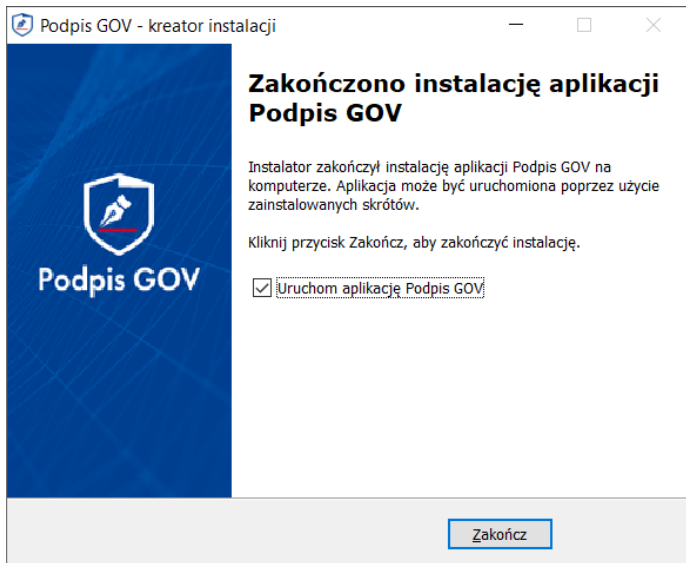 Podpis GOV - kreator instalacji
Zakończono instalację aplikacji
Podpis GOV
Instalator zakończył instalację aplikacji Podpis GOV na
komputerze. Aplikacja może być uruchomiona poprzez użycie
zainstalowanych skrótów.
Kliknij przycisk Zakończ, aby zakończyć instalację.
Podpis GOV
Uruchom aplikację Podpis GOV
Zakończ